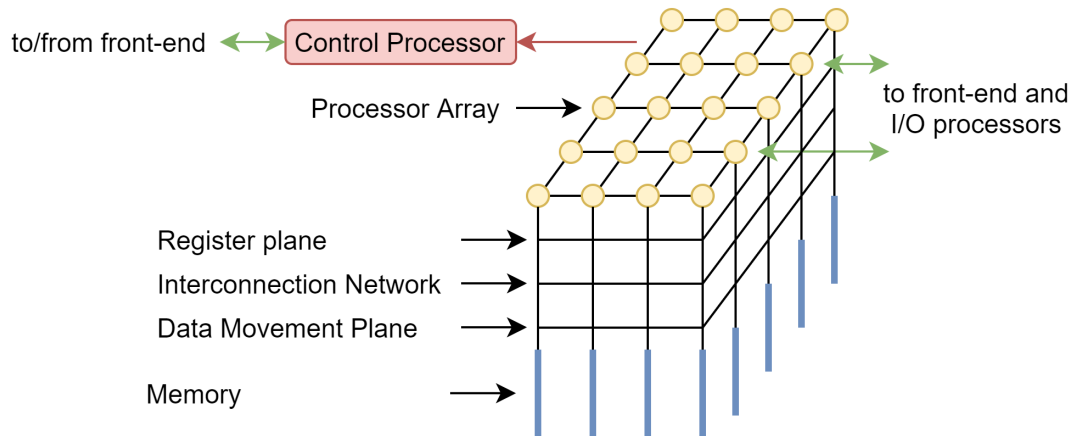 to/from front-end
Control Processor
Processor Array
to front-end and
I/O processors
Register plane
Interconnection Network
Data Movement Plane
Memory